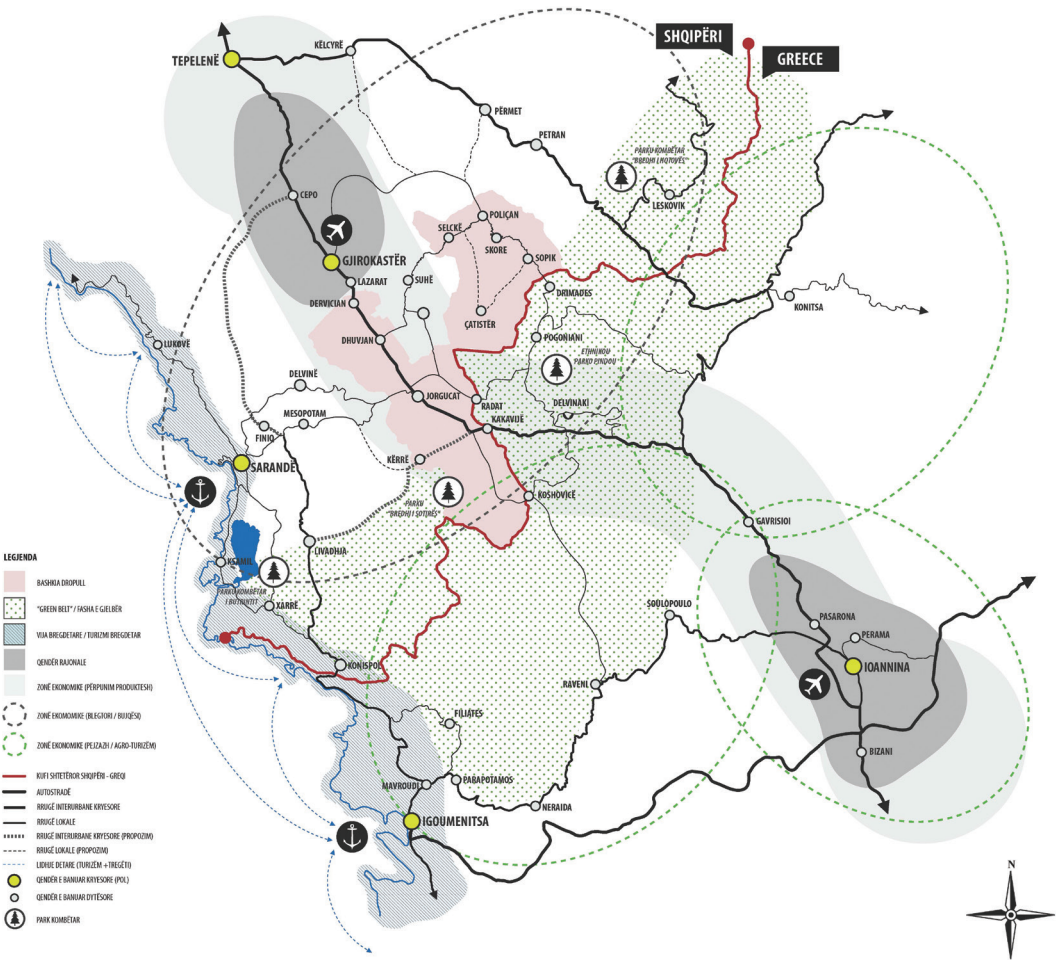 SHQIPËRI
GREECE
TEPELENË
KËLCYRË
PËRMET
PETRAN
PARKU KOMBËTAR
"BREDHI I HOTOVËS"
LESKOVIK
CEPO
POLIÇAN
SELCKË
SKORE
SOPIK
GJIROKASTËR
LAZARAT
SUHË
DERVICIAN
DRIMADES
KONITSA
ÇATISTËR
DHUVJAN
POGONIANI
LUKOVË
ETHNIKOU
PARKO PINDOU
DELVINË
JORGUCAT
RADAT
DELVINAKI
MESOPOTAM
KAKAVIJË
FINIQ
KËRRË
SARANDË
KOSHOVICË
PARKU
"BREDHI I SOTIRËS"
GAVRISIOI
LIVADHJA
KSAMIL
PARKU KOMBËTAR
I BUTRINTIT
XARRË
SOULOPOULO
PASARONA
PERAMA
KONISPOL
IOANNINA
RAVENI
FILIATES
BIZANI
MAVROUDI
PARAPOTAMOS
NERAIDA
IGOUMENITSA
LEGJENDA
BASHKIA DROPULL
"GREEN BELT" / FASHA E GJELBËR
VIJA BREGDETARE / TURIZMI BREGDETAR
QENDËR RAJONALE
ZONË EKONOMIKE (PËRPUNIM PRODUKTESH)
ZONË EKOMOMIKE (BLEGTORI / BUJQËSI)
ZONË EKONOMIKE (PEJZAZH / AGRO-TURIZËM)
KUFI SHTETËROR SHQIPËRI - GREQI
AUTOSTRADË
RRUGË INTERURBANE KRYESORE
RRUGË LOKALE
RRUGË INTERURBANE KRYESORE (PROPOZIM)
RRUGË LOKALE (PROPOZIM)
LIDHJE DETARE (TURIZËM +TREGËTI)
QENDËR E BANUAR KRYESORE (POL)
QENDËR E BANUAR DYTËSORE
PARK KOMBËTAR
N